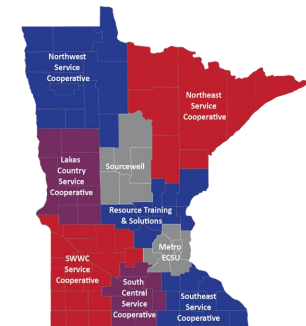 Northwest
Service
Cooperative
Northeast
Service
Cooperative
Lakes
Country
Service
Cooperative
Sourcewell
Resource Training
& Solutions
Metro
ECSU
SWWC
Service
Cooperative
South
Central
Service
Cooperative
Southeast
Service
Cooperative